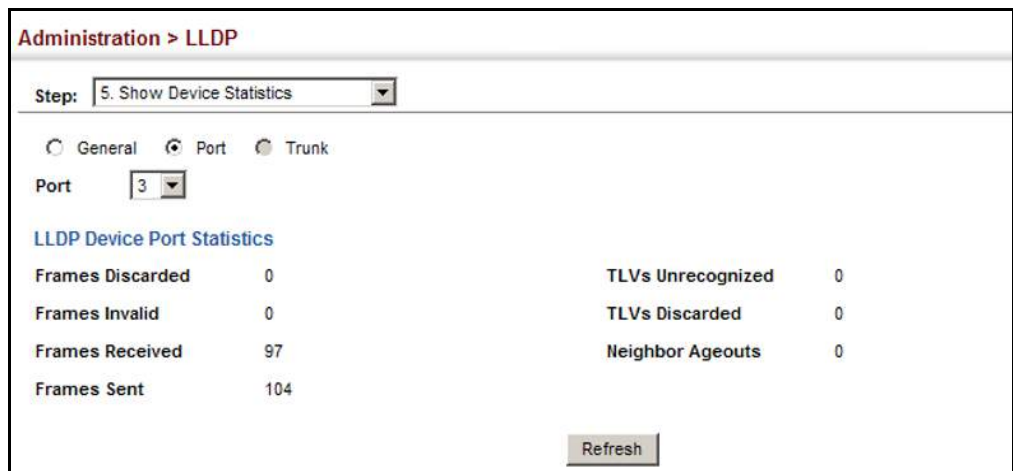 Administration > LLDP
Step: 5. Show Device Statistics
General Port Trunk
Port 3
LLDP Device Port Statistics
Frames Discarded 0 TLVs Unrecognized 0
Frames Invalid 0 TLVs Discarded 0
Frames Received 97 Neighbor Ageouts 0
Frames Sent 104
Refresh